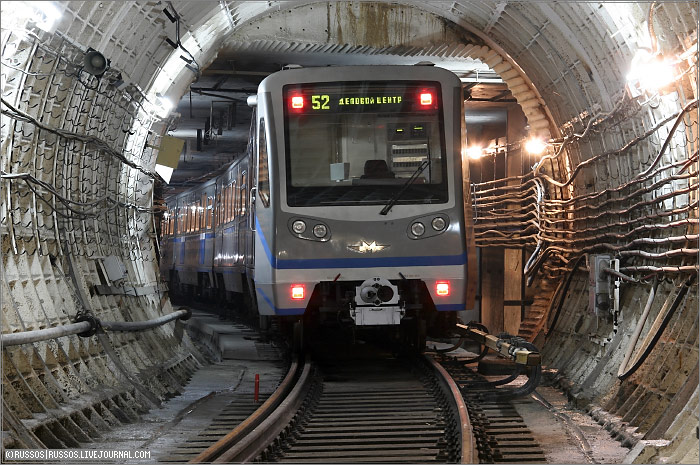 52 ДЕЛОВОЙ ЦЕНТР
М
(C)RUSSOS|RUSSOS.LIVEJOURNAL.COM